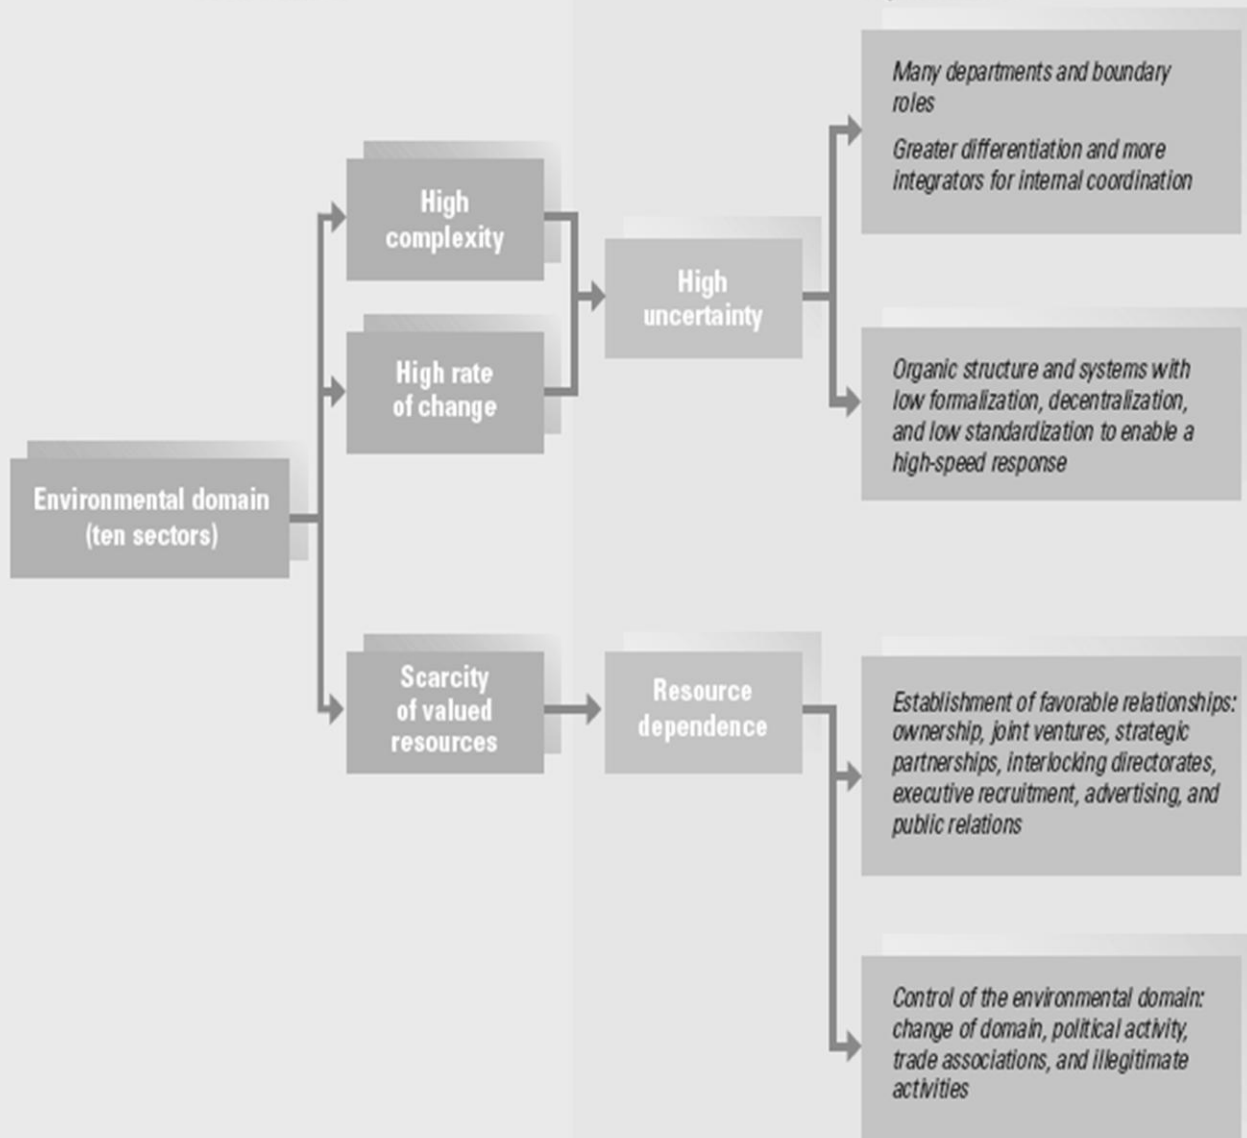 Many departments and boundary
roles
Greater differentiation and more
integrators for internal coordination
High
complexity
High
uncertainty
High rate
of change
Organic structure and systems with
low formalization, decentralization,
and low standardization to enable a
high-speed response
Environmental domain
(ten sectors)
Scarcity
of valued
resources
Resource
dependence
Establishment of favorable relationships:
ownership, joint ventures, strategic
partnerships, interlocking directorates,
executive recruitment, advertising, and
public relations
Control of the environmental domain:
change of domain, political activity,
trade associations, and illegitimate
activities